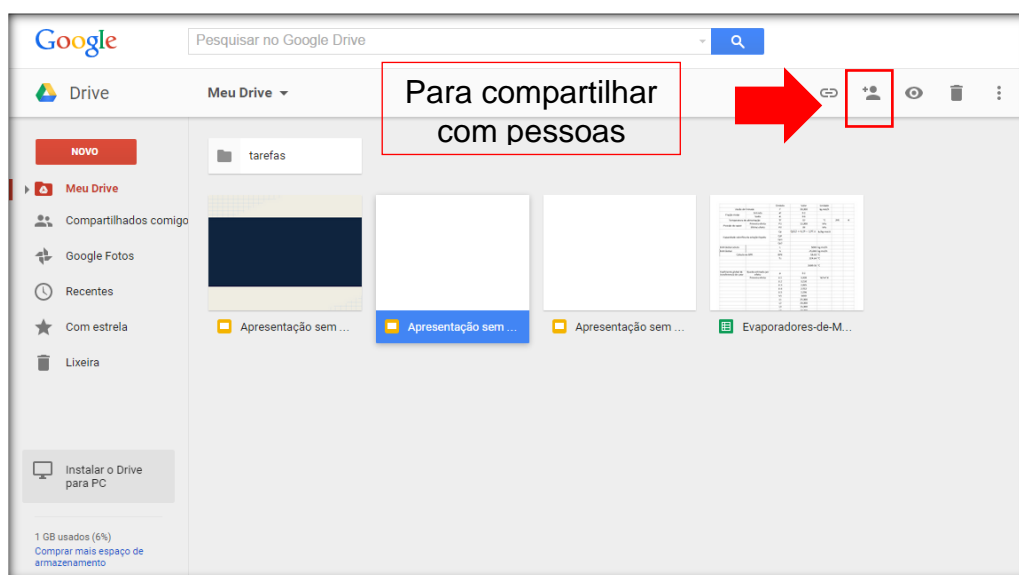 Google
Pesquisar no Google Drive
Drive
Meu Drive
Para compartilhar
com pessoas
NOVO
tarefas
Meu Drive
Compartilhados comigo
Google Fotos
Recentes
Com estrela
Lixeira
Apresentação sem ...
Apresentação sem ...
Apresentação sem ...
Evaporadores-de-M...
Instalar o Drive
para PC
1 GB usados (6%)
Comprar mais espaço de
armazenamento